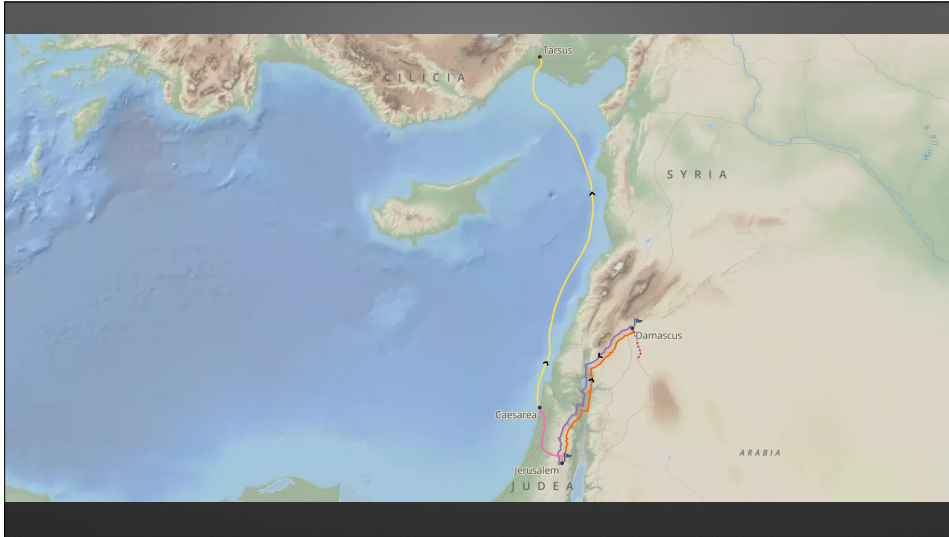 Tarsus
CILICIA
SYRIA
Damascus
Caesarea
ARABIA
Jerusalem
JUDEA